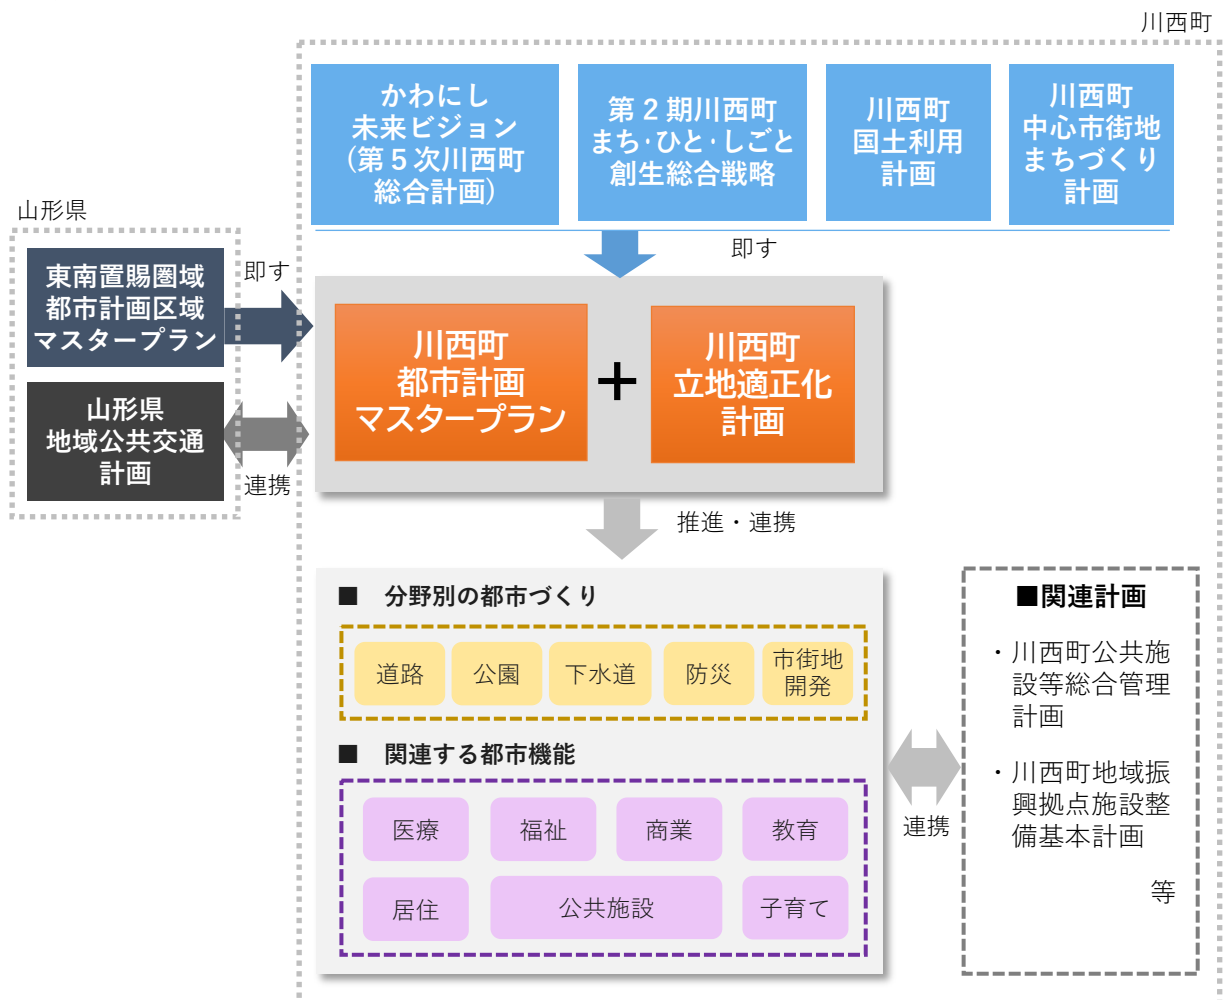 川西町
かわにし
未来ビジョン
(第５次川西町
総合計画)
第２期川西町
まち・ひと・しごと
創生総合戦略
川西町
国土利用
計画
川西町
中心市街地
まちづくり
計画
山形県
即す
東南置賜圏域
都市計画区域
マスタープラン
即す
川西町
都市計画
マスタープラン
+
川西町
立地適正化
計画
山形県
地域公共交通
計画
連携
推進・連携
■ 分野別の都市づくり
道路
公園
下水道
防災
市街地
開発
■ 関連する都市機能
医療
福祉
商業
教育
居住
公共施設
子育て
連携
■関連計画
・川西町公共施
設等総合管理
計画
・川西町地域振
興拠点施設整
備基本計画
等